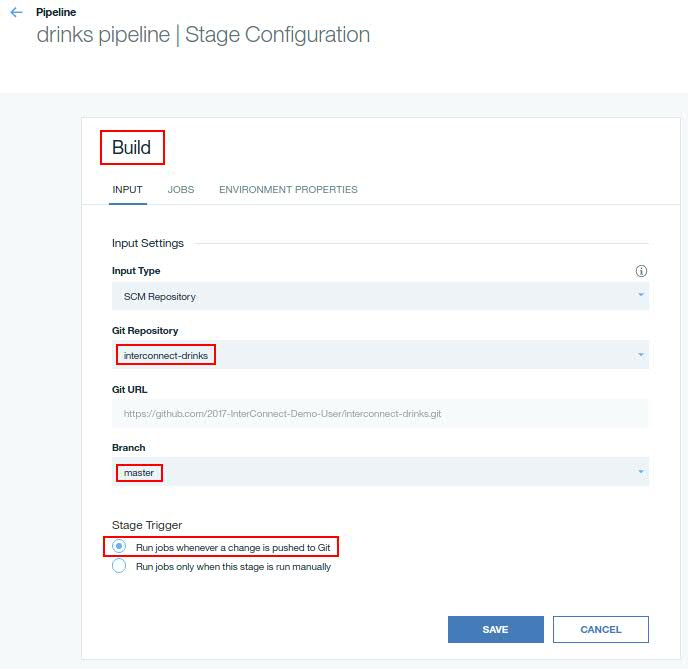 Pipeline
drinks pipeline | Stage Configuration
Build
INPUT JOBS ENVIRONMENT PROPERTIES
Input Settings
Input Type
SCM Repository
Git Repository
interconnect-drinks
Git URL
https://github.com/2017-InterConnect-Demo-User/interconnect-drinks.git
Branch
master
Stage Trigger
Run jobs whenever a change is pushed to Git
Run jobs only when this stage is run manually
SAVE CANCEL